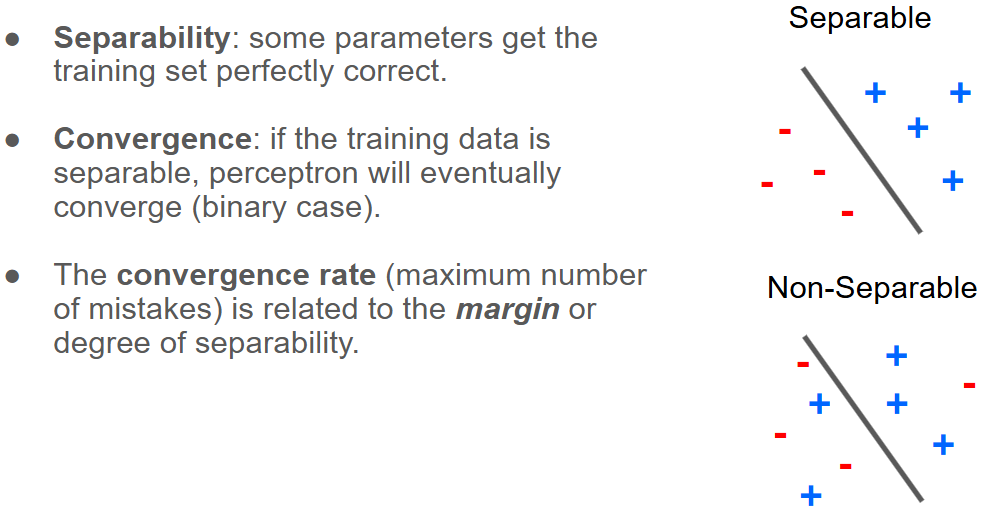 ● Separability: some parameters get the
training set perfectly correct.
● Convergence: if the training data is
separable, perceptron will eventually
converge (binary case).
● The convergence rate (maximum number
of mistakes) is related to the margin or
degree of separability.
Separable
+ +
+
-
-
+
-
-
Non-Separable
+
-
-
+ +
-
+
-
+